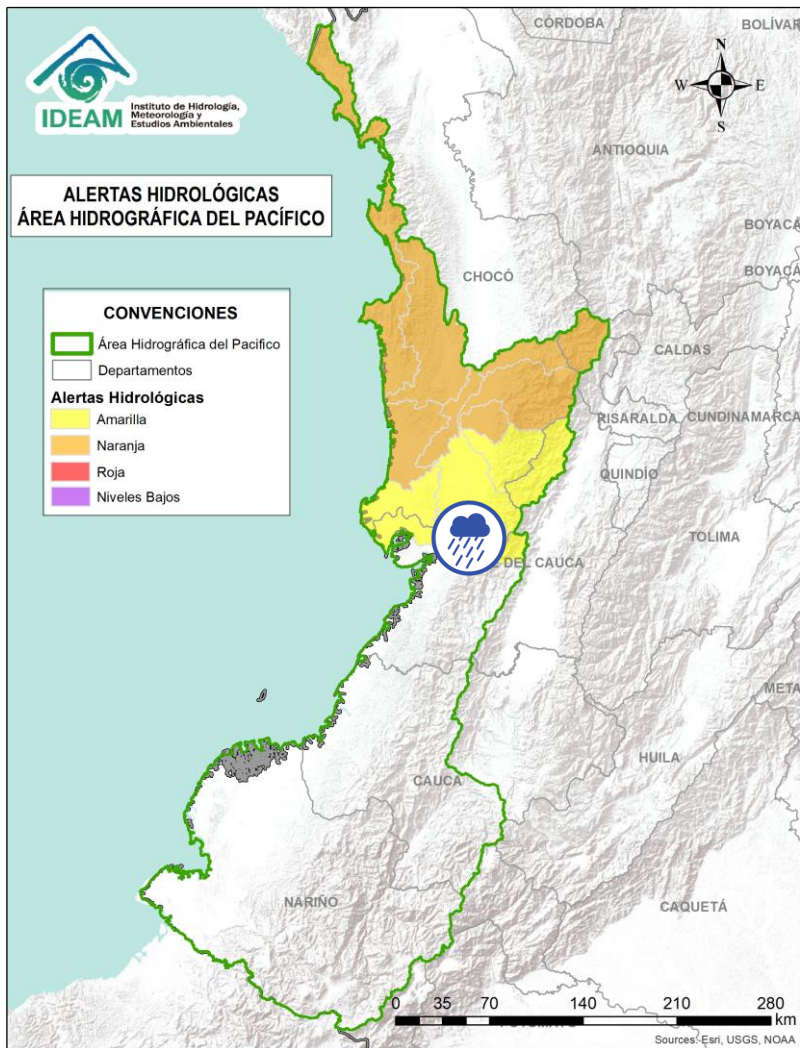 CÓRDOBA
BOLÍVAR
N
W
E
S
IDEAM
Instituto de Hidrología,
Meteorología y
Estudios Ambientales
ANTIOQUIA
ALERTAS HIDROLÓGICAS
ÁREA HIDROGRÁFICA DEL PACÍFICO
BOYACÁ
BOYACÁ
CHOCÓ
CONVENCIONES
Área Hidrográfica del Pacifico
Departamentos
Alertas Hidrológicas
Amarilla
Naranja
Roja
Niveles Bajos
CALDAS
RISARALDA
CUNDINAMARCA
QUINDÍO
TOLIMA
DEL CAUCA
META
HUILA
CAUCA
NARIÑO
CAQUETÁ
0 35 70 140 210 280
km
Sources: Esri, USGS, NOAA